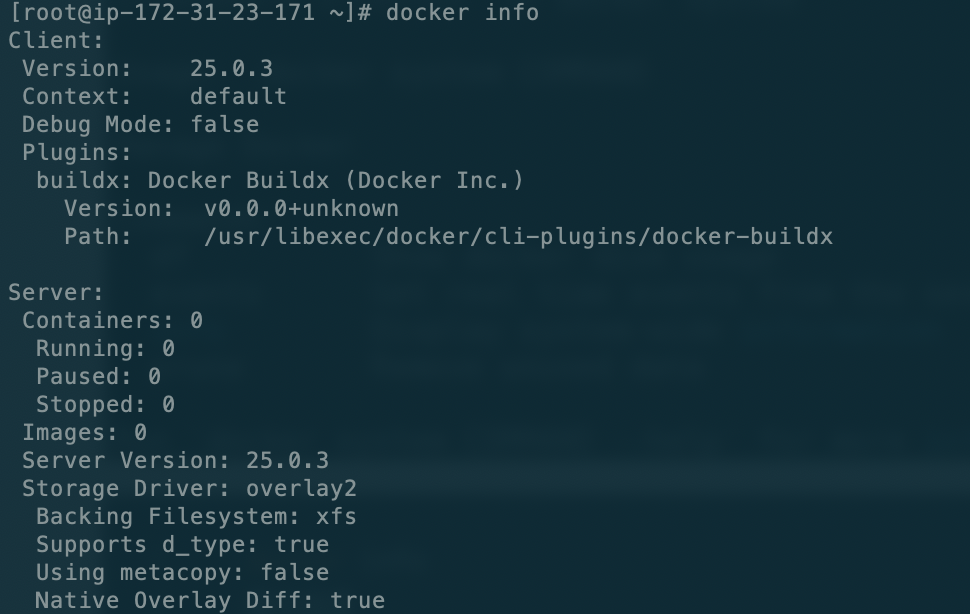 [root@ip-172-31-23-171 ~]# docker info
Client:
 Version:    25.0.3
 Context:    default
 Debug Mode: false
 Plugins:
  buildx: Docker Buildx (Docker Inc.)
    Version:  v0.0.0+unknown
    Path:     /usr/libexec/docker/cli-plugins/docker-buildx

Server:
 Containers: 0
  Running: 0
  Paused: 0
  Stopped: 0
 Images: 0
 Server Version: 25.0.3
 Storage Driver: overlay2
  Backing Filesystem: xfs
  Supports d_type: true
  Using metacopy: false
  Native Overlay Diff: true